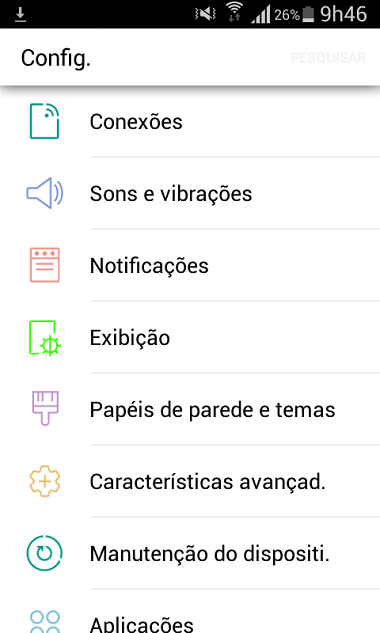 26% 9h46
Config. PESQUISAR
Conexões
Sons e vibrações
Notificações
Exibição
Papéis de parede e temas
Características avançad.
Manutenção do dispositi.
Aplicações